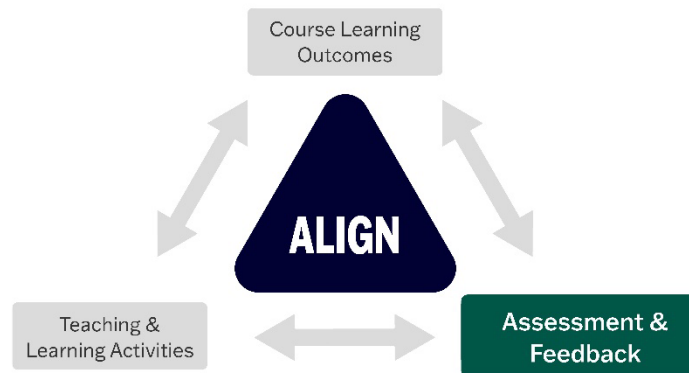 Course Learning
Outcomes
ALIGN
Teaching &
Learning Activities
Assessment &
Feedback